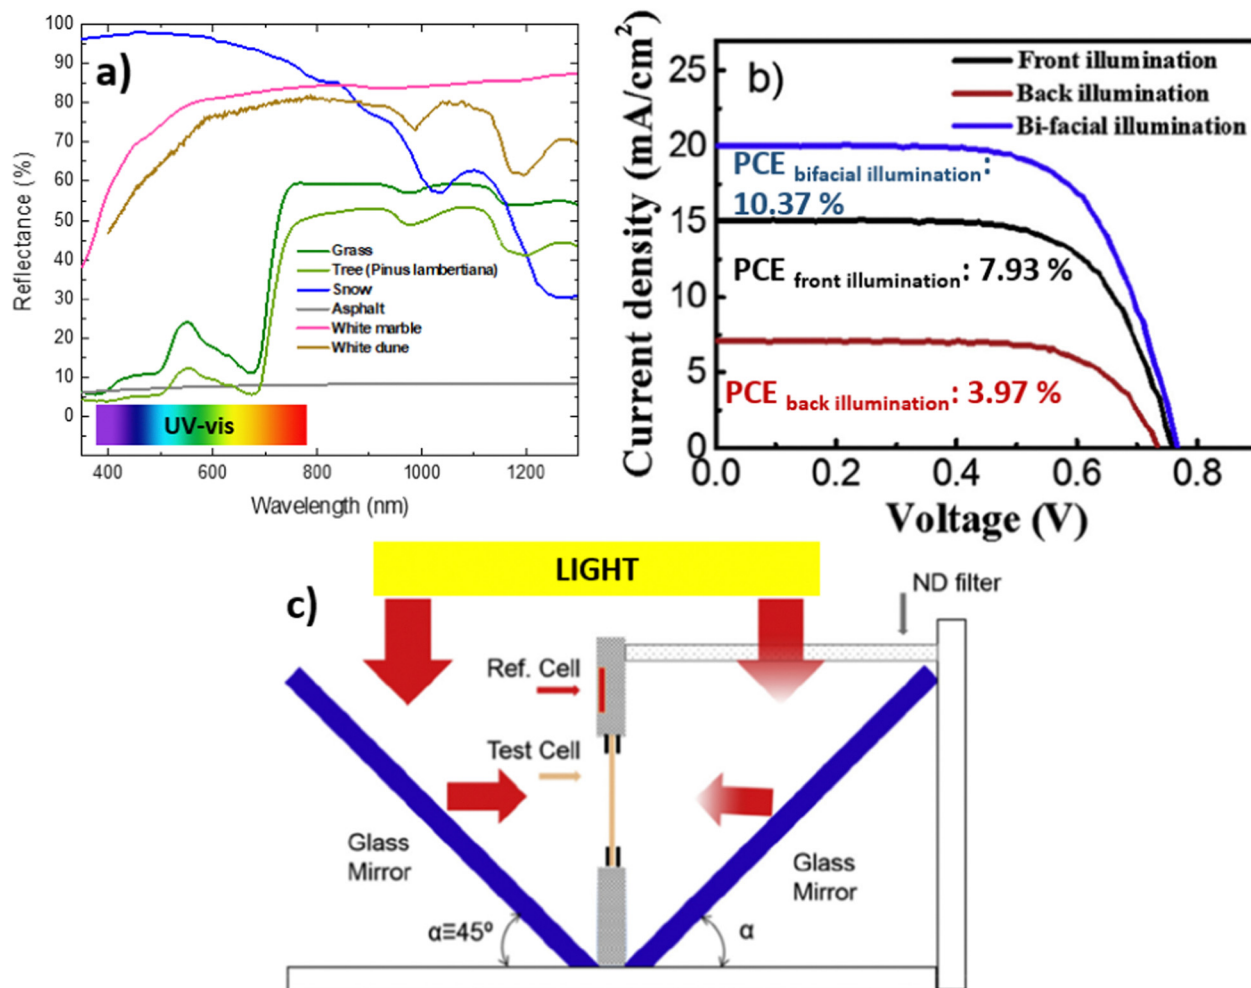 a)
Reflectance (%)
100
90
80
70
60
50
40
30
20
10
0
Grass
Tree (Pinus lambertiana)
Snow
Asphalt
White marble
White dune
UV-vis
400
600
800
1000
1200
Wavelength (nm)
b)
Current density (mA/cm²)
25
20
15
10
5
0
Front illumination
Back illumination
Bi-facial illumination
PCE bifacial illumination:
10.37 %
PCE front illumination: 7.93 %
PCE back illumination: 3.97 %
0.0
0.2
0.4
0.6
0.8
Voltage (V)
c)
LIGHT
ND filter
Ref. Cell
Test Cell
Glass
Mirror
Glass
Mirror
α≡45º
α